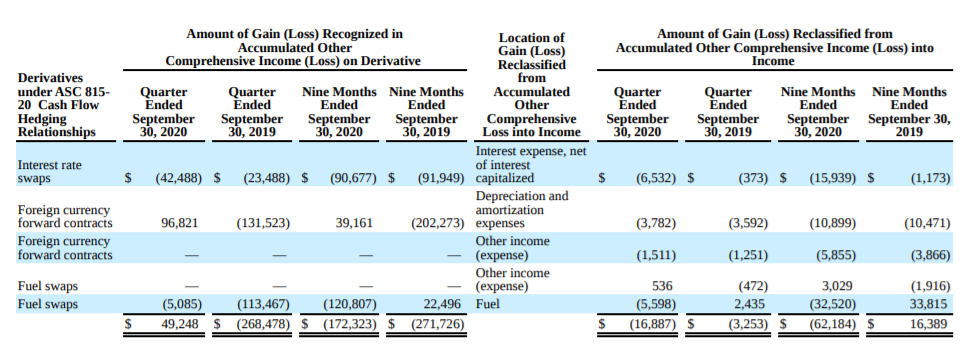 Amount of Gain (Loss) Recognized in
Accumulated Other
Comprehensive Income (Loss) on Derivative
Location of
Gain (Loss)
Reclassified
from
Accumulated
Other
Comprehensive
Loss into Income
Amount of Gain (Loss) Reclassified from
Accumulated Other Comprehensive Income (Loss) into
Income
Derivatives
under ASC 815-
20 Cash Flow
Hedging
Relationships
Quarter
Ended
September
30, 2020
Quarter
Ended
September
30, 2019
Nine Months
Ended
September
30, 2020
Nine Months
Ended
September
30, 2019
Quarter
Ended
September
30, 2020
Quarter
Ended
September
30, 2019
Nine Months
Ended
September
30, 2020
Nine Months
Ended
September 30,
2019
Interest rate
swaps $ (42,488) $ (23,488) $ (90,677) $ (91,949)
Interest expense, net
of interest
capitalized $ (6,532) $ (373) $ (15,939) $ (1,173)
Foreign currency
forward contracts 96,821 (131,523) 39,161 (202,273)
Depreciation and
amortization
expenses (3,782) (3,592) (10,899) (10,471)
Foreign currency
forward contracts — — — —
Other income
(expense) (1,511) (1,251) (5,855) (3,866)
Fuel swaps — — — —
Other income
(expense) 536 (472) 3,029 (1,916)
Fuel swaps (5,085) (113,467) (120,807) 22,496 Fuel (5,598) 2,435 (32,520) 33,815
$ 49,248 $ (268,478) $ (172,323) $ (271,726) $ (16,887) $ (3,253) $ (62,184) $ 16,389